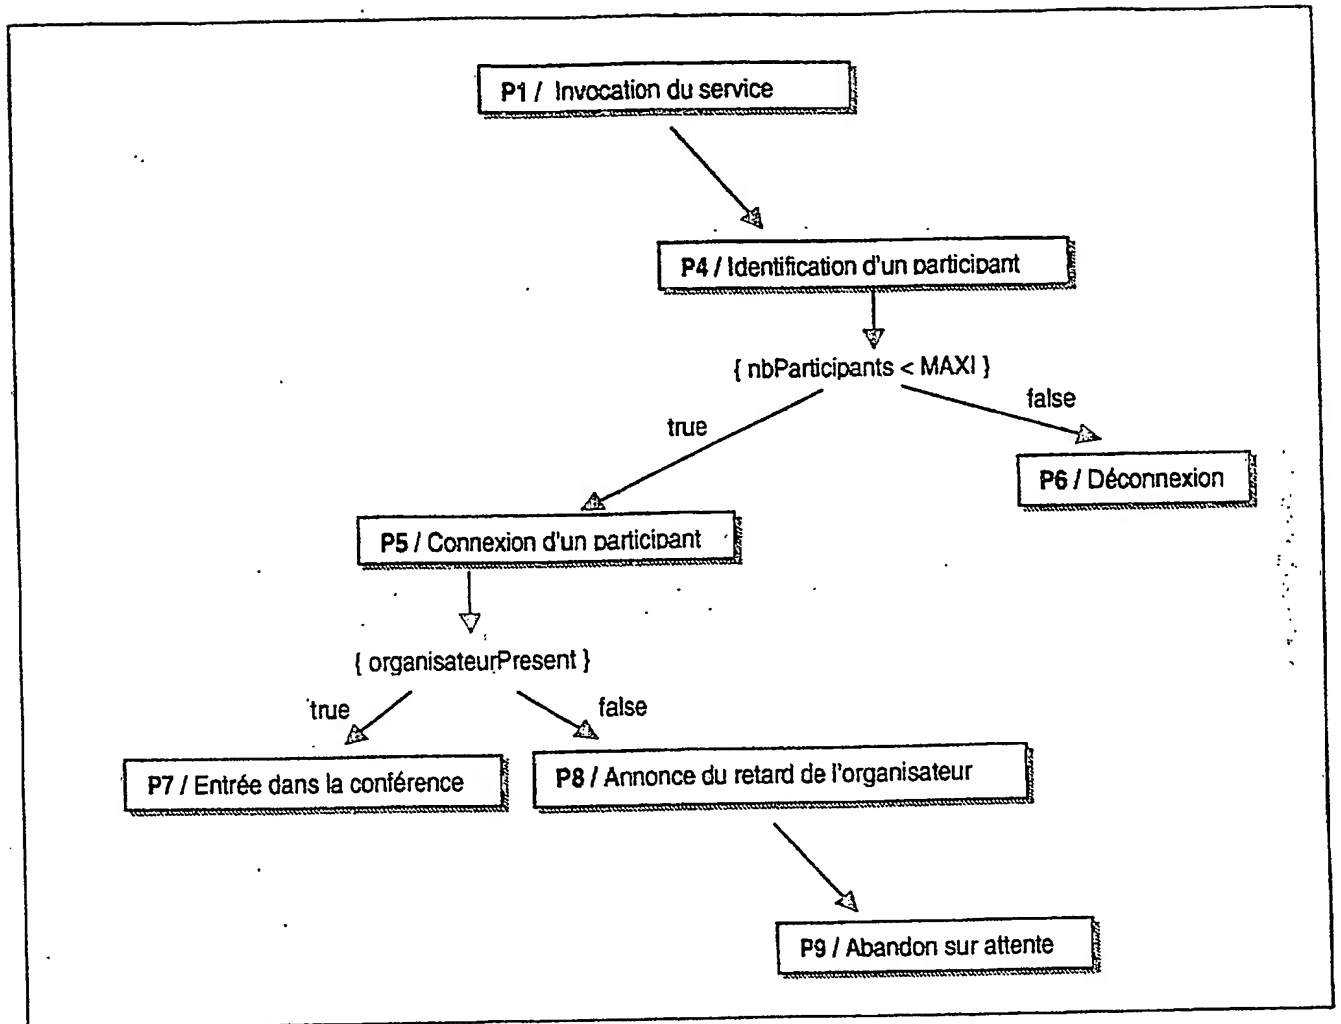 P1 / Invocation du service
P4 / Identification d'un participant
{ nbParticipants < MAXI }
true
false
P6 / Déconnexion
P5 / Connexion d'un participant
{ organisateurPresent }
true
false
P7 / Entrée dans la conférence
P8 / Annonce du retard de l'organisateur
P9 / Abandon sur attente